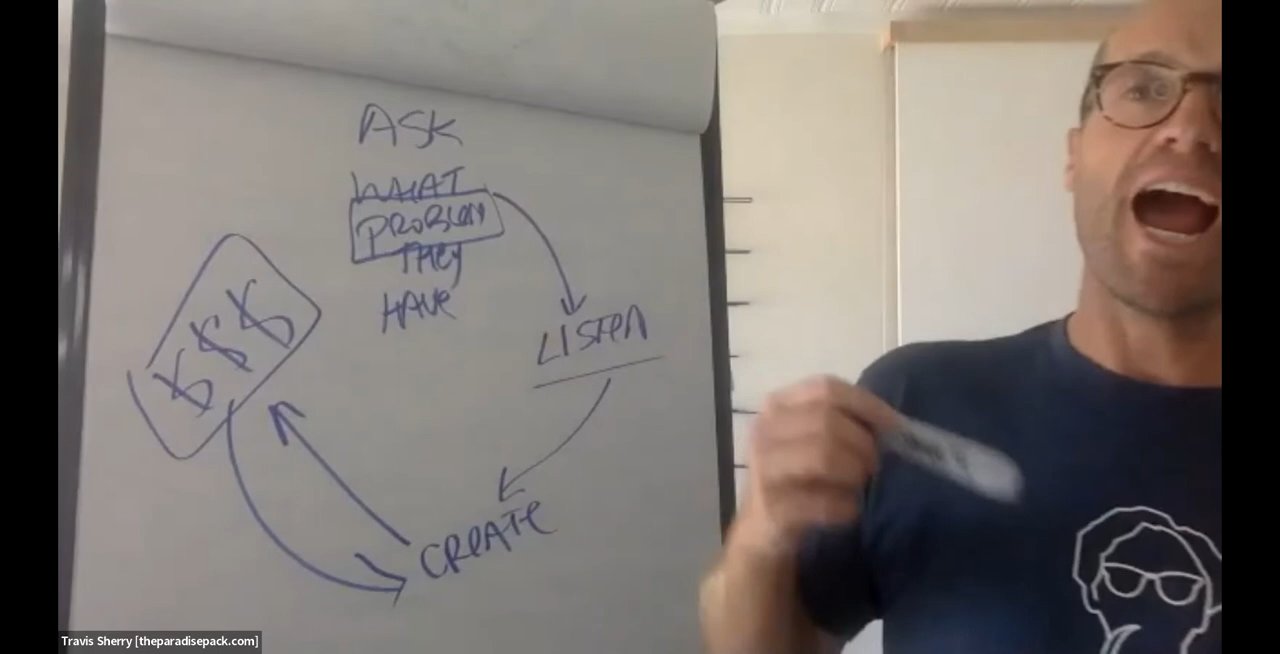 ASK
WHAT
PROBLEM
THEY
HAVE
LISTEN
$$$
CREATE
Travis Sherry [theparadisepack.com]